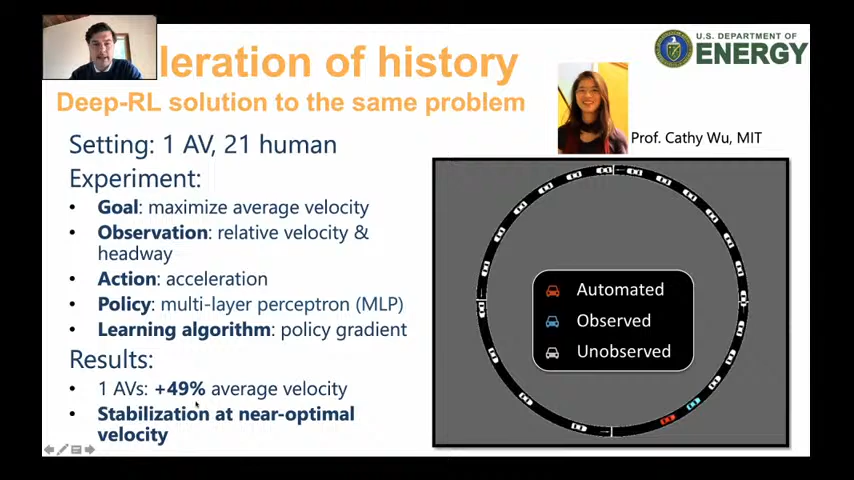 leration of history
U.S. DEPARTMENT OF
ENERGY
Deep-RL solution to the same problem
Prof. Cathy Wu, MIT
Setting: 1 AV, 21 human
Experiment:
• Goal: maximize average velocity
• Observation: relative velocity &
headway
• Action: acceleration
• Policy: multi-layer perceptron (MLP)
• Learning algorithm: policy gradient
Results:
• 1 AVs: +49% average velocity
• Stabilization at near-optimal
velocity
Automated
Observed
Unobserved